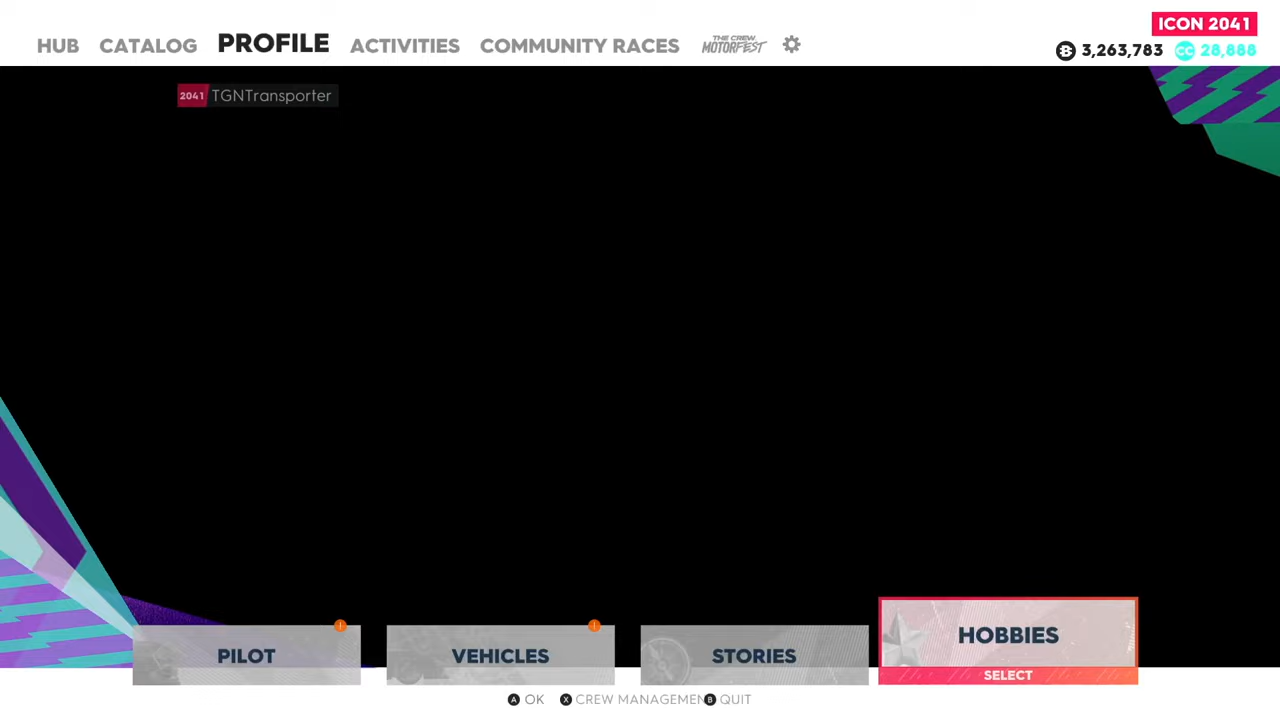 ICON 2041
HUB CATALOG PROFILE ACTIVITIES COMMUNITY RACES THE CREW MOTORFEST
3,263,783 CC 28,888
2041 TGNTransporter
PILOT VEHICLES STORIES HOBBIES
SELECT
A OK X CREW MANAGEMEN B QUIT